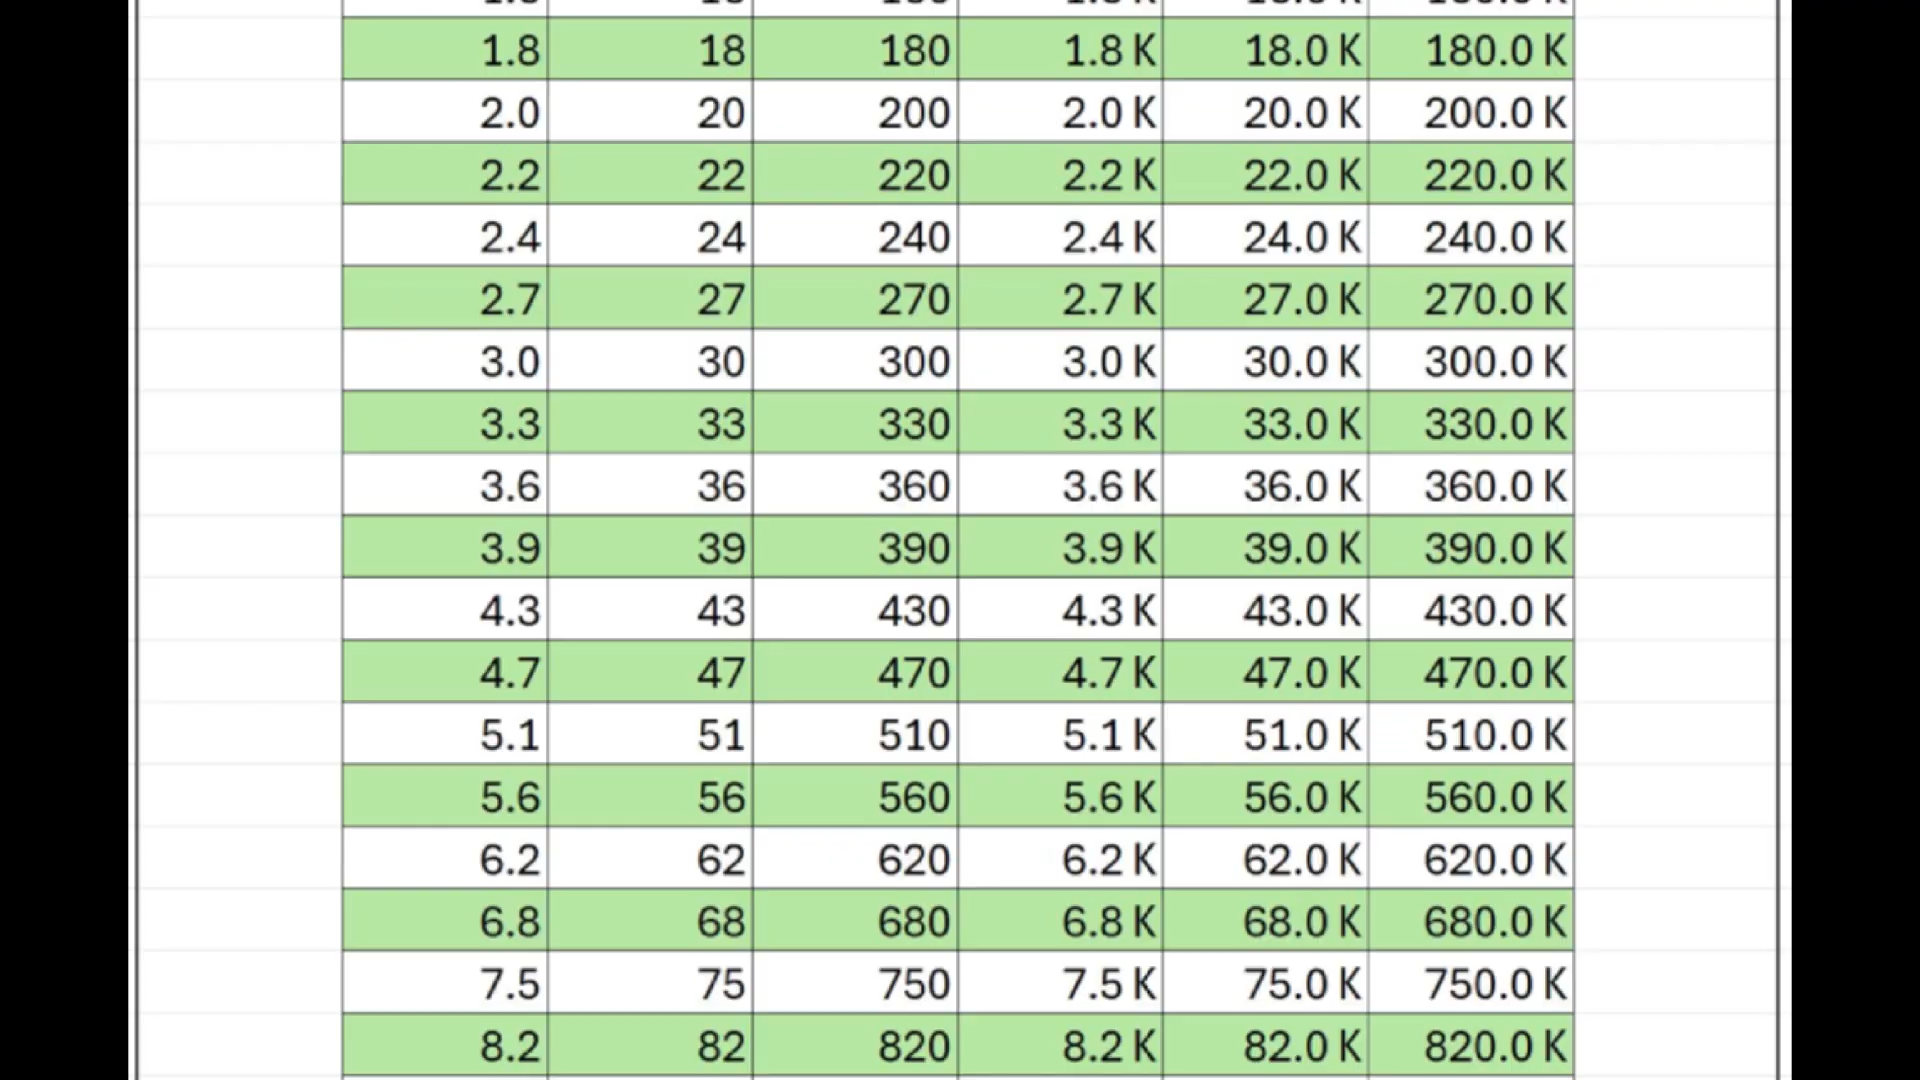 1.8 18 180 1.8 K 18.0 K 180.0 K
2.0 20 200 2.0 K 20.0 K 200.0 K
2.2 22 220 2.2 K 22.0 K 220.0 K
2.4 24 240 2.4 K 24.0 K 240.0 K
2.7 27 270 2.7 K 27.0 K 270.0 K
3.0 30 300 3.0 K 30.0 K 300.0 K
3.3 33 330 3.3 K 33.0 K 330.0 K
3.6 36 360 3.6 K 36.0 K 360.0 K
3.9 39 390 3.9 K 39.0 K 390.0 K
4.3 43 430 4.3 K 43.0 K 430.0 K
4.7 47 470 4.7 K 47.0 K 470.0 K
5.1 51 510 5.1 K 51.0 K 510.0 K
5.6 56 560 5.6 K 56.0 K 560.0 K
6.2 62 620 6.2 K 62.0 K 620.0 K
6.8 68 680 6.8 K 68.0 K 680.0 K
7.5 75 750 7.5 K 75.0 K 750.0 K
8.2 82 820 8.2 K 82.0 K 820.0 K